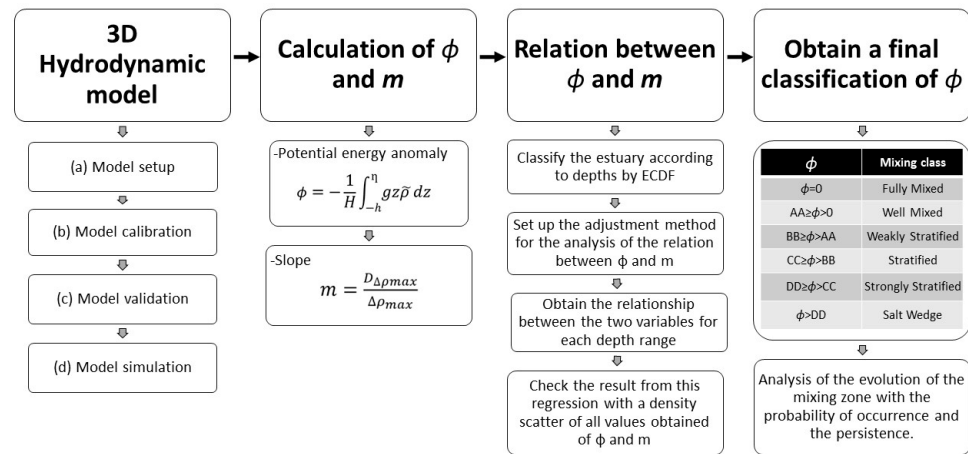 3D
Hydrodynamic
model
(a) Model setup
(b) Model calibration
(c) Model validation
(d) Model simulation
Calculation of ϕ
and m
-Potential energy anomaly
ϕ = −1/H ∫_{−h}^{η} gzρ̃ dz
-Slope
m = D_{Δρmax}/Δρ_{max}
Relation between
ϕ and m
Classify the estuary according
to depths by ECDF
Set up the adjustment method
for the analysis of the relation
between ϕ and m
Obtain the relationship
between the two variables for
each depth range
Check the result from this
regression with a density
scatter of all values obtained
of ϕ and m
Obtain a final
classification of ϕ
ϕ Mixing class
ϕ=0 Fully Mixed
AA≥ϕ>0 Well Mixed
BB≥ϕ>AA Weakly Stratified
CC≥ϕ>BB Stratified
DD≥ϕ>CC Strongly Stratified
ϕ>DD Salt Wedge
Analysis of the evolution of the
mixing zone with the
probability of occurrence and
the persistence.